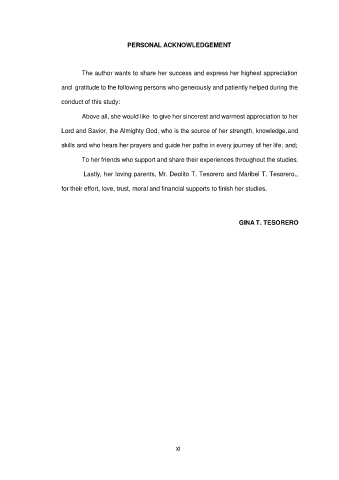 PERSONAL ACKNOWLEDGEMENT
The author wants to share her success and express her highest appreciation
and gratitude to the following persons who generously and patiently helped during the
conduct of this study:
Above all, she would like to give her sincerest and warmest appreciation to her
Lord and Savior, the Almighty God, who is the source of her strength, knowledge,and
skills and who hears her prayers and guide her paths in every journey of her life; and;
To her friends who support and share their experiences throughout the studies.
Lastly, her loving parents, Mr. Deolito T. Tesorero and Maribel T. Tesorero.,
for their effort, love, trust, moral and financial supports to finish her studies.
GINA T. TESORERO
xi